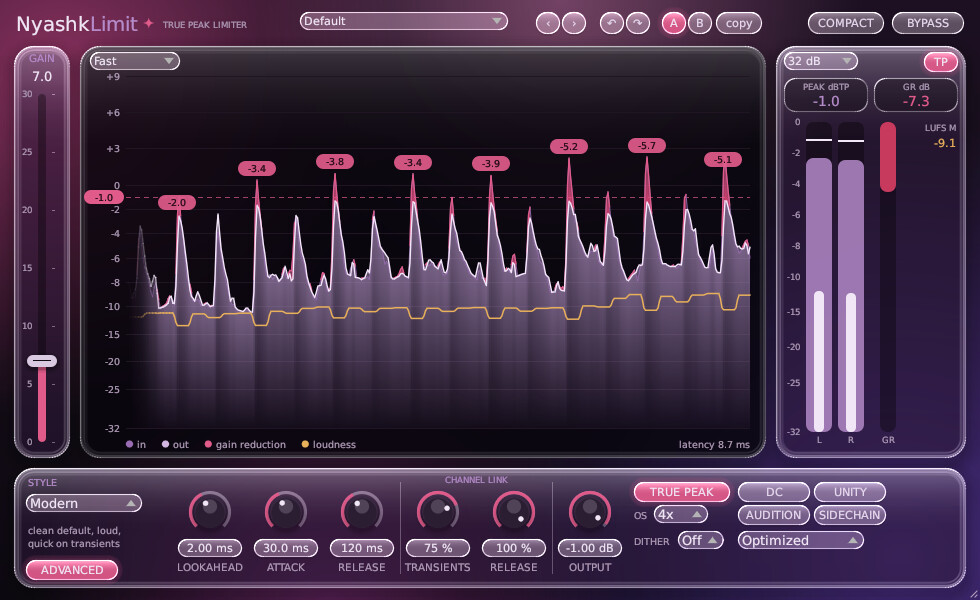 NyashkLimit ✦ TRUE PEAK LIMITER Default ‹ › ↶ ↷ A B copy COMPACT BYPASS
GAIN
7.0
30 -
25 -
20 -
15 -
10 -
5 -
0 -
Fast
+9
+6
+3
0
-1.0
-2
-4
-6
-8
-10
-15
-20
-25
-32
-2.0
-3.4
-3.8
-3.4
-3.9
-5.2
-5.7
-5.1
in out gain reduction loudness latency 8.7 ms
32 dB TP
PEAK dBTP GR dB
-1.0 -7.3
LUFS M
-9.1
0
-2
-4
-6
-8
-10
-15
-20
-25
-32
L R GR
STYLE
Modern
clean default, loud,
quick on transients
ADVANCED
CHANNEL LINK
2.00 ms 30.0 ms 120 ms 75 % 100 % -1.00 dB
LOOKAHEAD ATTACK RELEASE TRANSIENTS RELEASE OUTPUT
TRUE PEAK DC UNITY
OS 4x AUDITION SIDECHAIN
DITHER Off Optimized